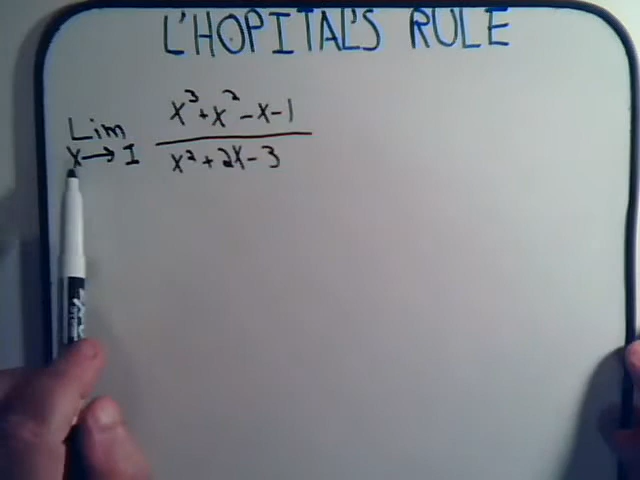 L'HOPITAL'S RULE
Lim x³+x²-x-1
x→1 x²+2x-3